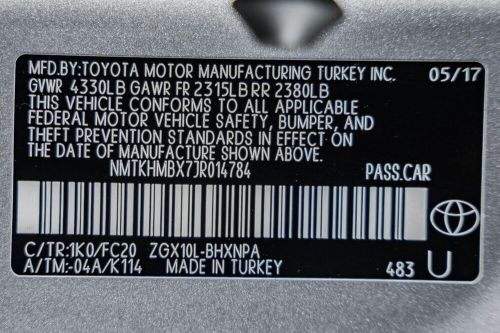 MFD.BY:TOYOTA MOTOR MANUFACTURING TURKEY INC. 05/17
GVWR 4330LB GAWR FR 2315LB RR 2380LB
THIS VEHICLE CONFORMS TO ALL APPLICABLE
FEDERAL MOTOR VEHICLE SAFETY, BUMPER, AND
THEFT PREVENTION STANDARDS IN EFFECT ON
THE DATE OF MANUFACTURE SHOWN ABOVE.
NMTKHMBX7JR014784 PASS.CAR
C/TR:1K0/FC20 ZGX10L-BHXNPA
A/TM:-04A/K114 MADE IN TURKEY 483 U